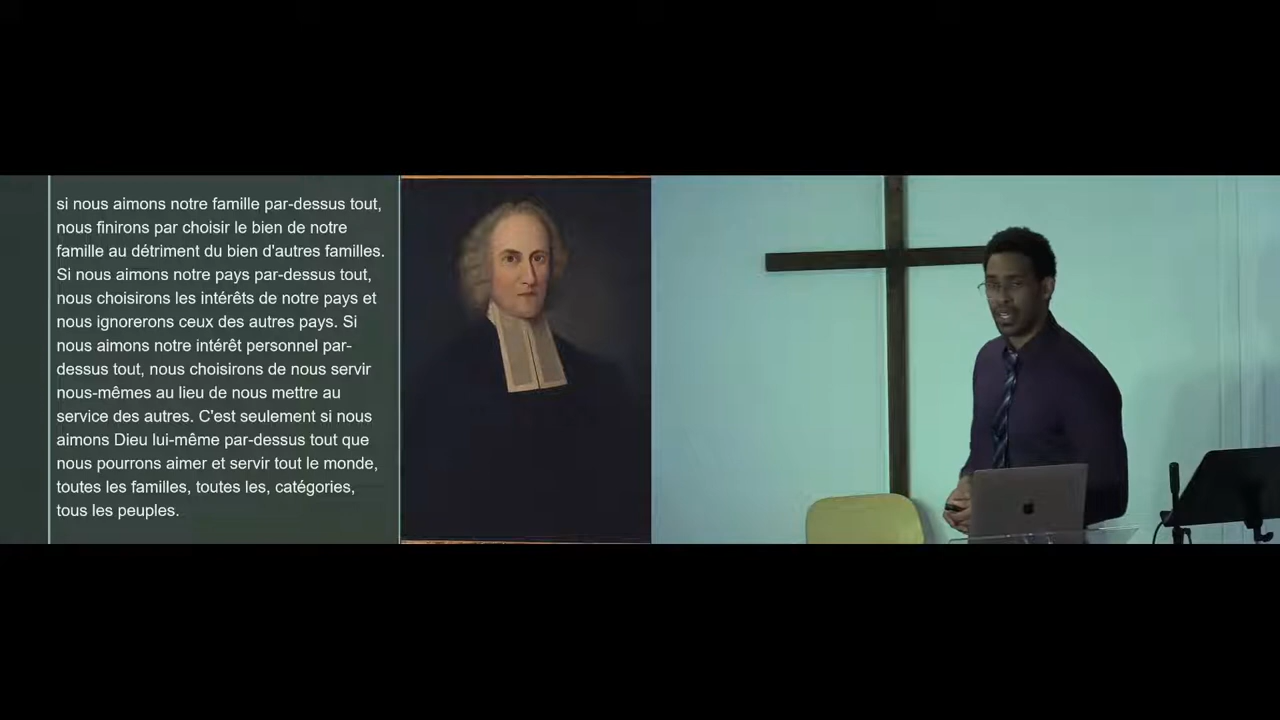 si nous aimons notre famille par-dessus tout,
nous finirons par choisir le bien de notre
famille au détriment du bien d'autres familles.
Si nous aimons notre pays par-dessus tout,
nous choisirons les intérêts de notre pays et
nous ignorerons ceux des autres pays. Si
nous aimons notre intérêt personnel par-
dessus tout, nous choisirons de nous servir
nous-mêmes au lieu de nous mettre au
service des autres. C'est seulement si nous
aimons Dieu lui-même par-dessus tout que
nous pourrons aimer et servir tout le monde,
toutes les familles, toutes les, catégories,
tous les peuples.